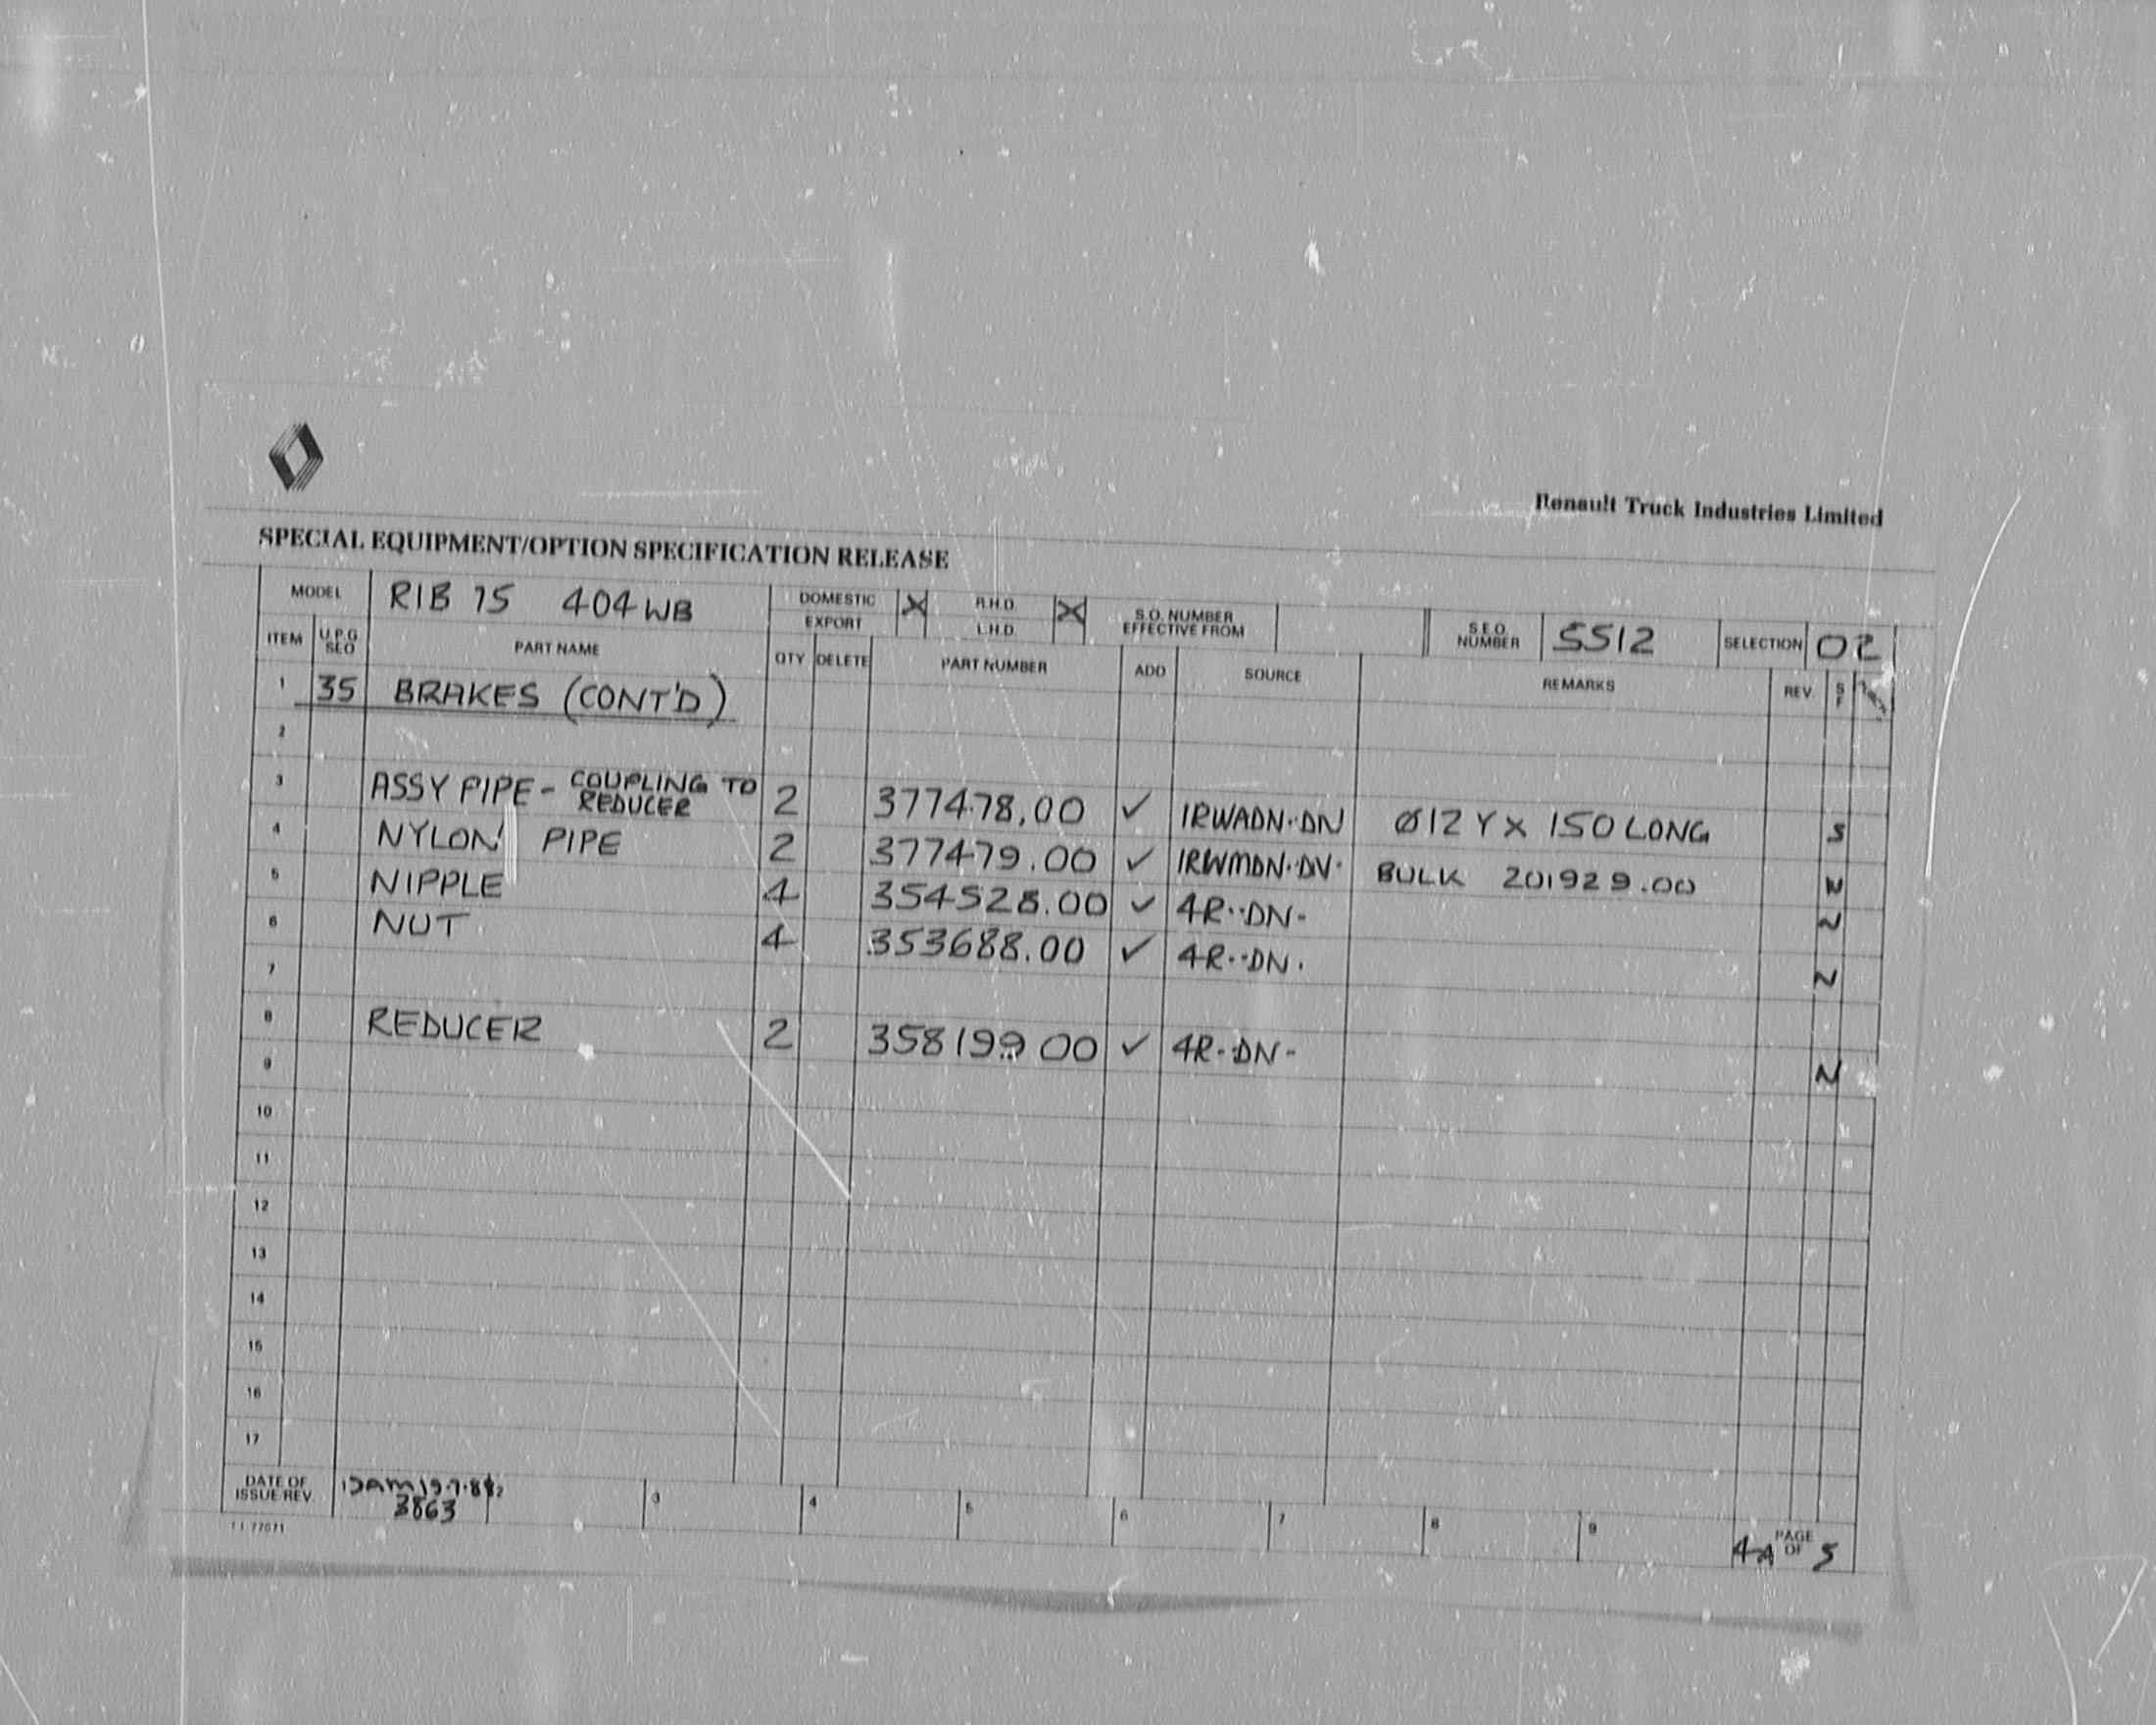 Renault Truck Industries Limited
SPECIAL EQUIPMENT/OPTION SPECIFICATION RELEASE
MODEL RIB 75 404 WB DOMESTIC X R.H.D. X S.O. NUMBER EFFECTIVE FROM S.E.O. NUMBER 5512 SELECTION 02
EXPORT L.H.D.
ITEM U.P.G. SEQ PART NAME QTY DELETE PART NUMBER ADD SOURCE REMARKS REV
1 35 BRAKES (CONT'D)
2
3 ASSY PIPE - COUPLING TO REDUCER 2 377478.00 ✓ 1RWADN··DN Ø12 Y X 150 LONG S
4 NYLON PIPE 2 377479.00 ✓ 1RWMDN·DV· BULK 201929.00 N
5 NIPPLE 4 354528.00 ✓ 4R··DN- N
6 NUT 4 353688.00 ✓ 4R··DN. N
7
8 REDUCER 2 358199 00 ✓ 4R··DN- N
9
10
11
12
13
14
15
16
17
DATE OF ISSUE/REV 3863 3 4 5 6 7 8 9 4A PAGE OF 5